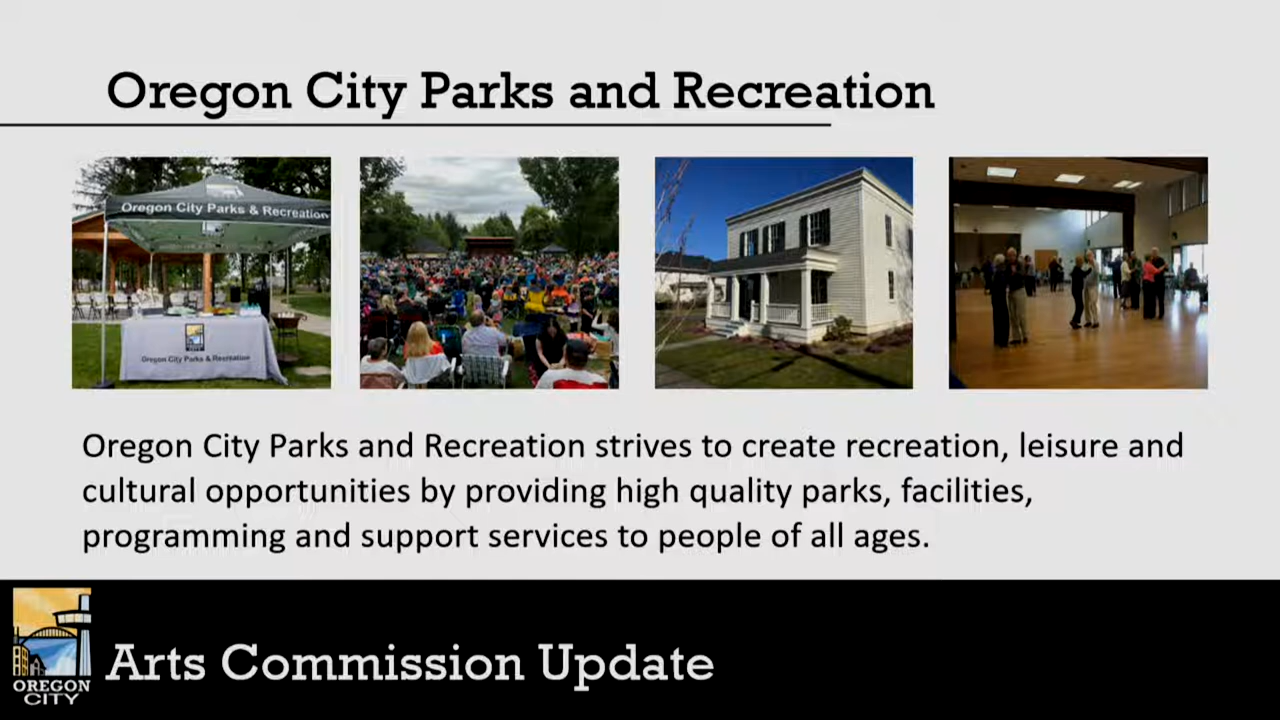 Oregon City Parks and Recreation
Oregon City Parks & Recreation
Oregon City Parks & Recreation
Oregon City Parks and Recreation strives to create recreation, leisure and
cultural opportunities by providing high quality parks, facilities,
programming and support services to people of all ages.
Arts Commission Update
OREGON
CITY